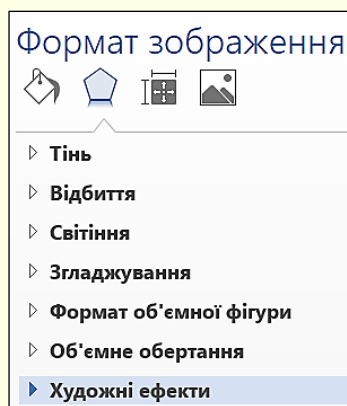 Формат зображення
Тінь
Відбиття
Світіння
Згладжування
Формат об'ємної фігури
Об'ємне обертання
Художні ефекти